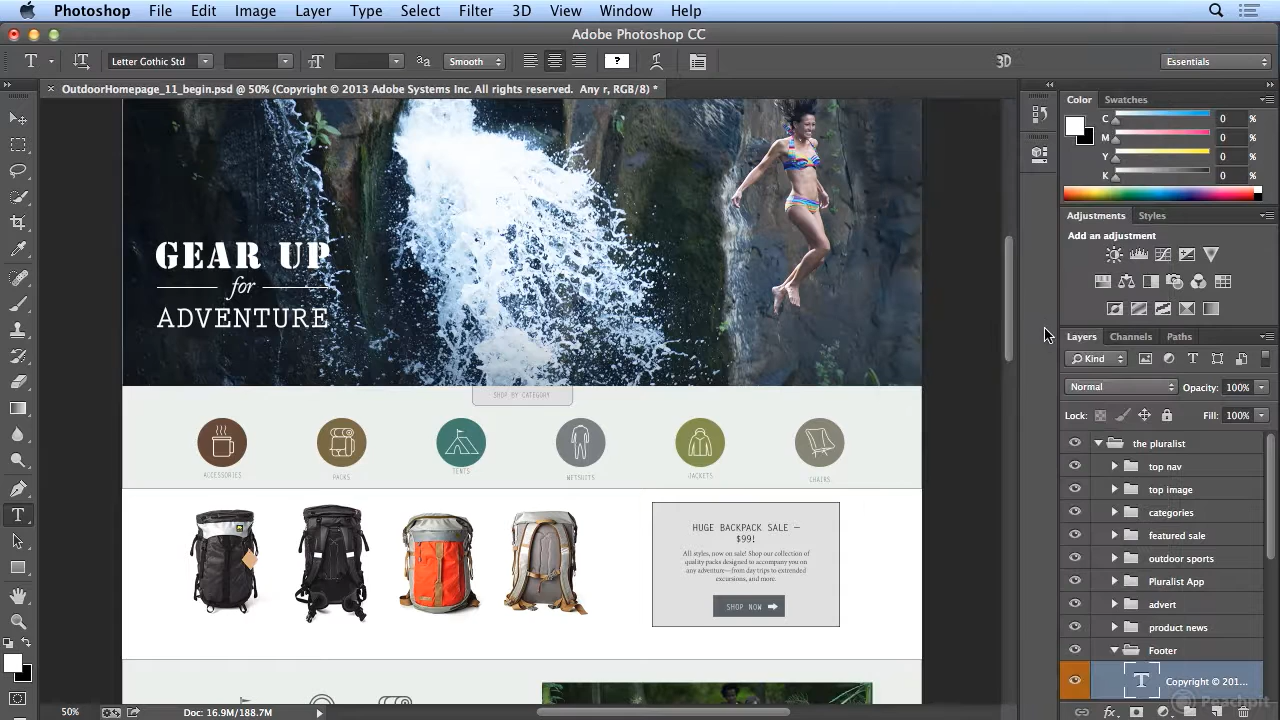 Photoshop File Edit Image Layer Type Select Filter 3D View Window Help
Adobe Photoshop CC
T Letter Gothic Std aa Smooth ? 3D Essentials
× OutdoorHomepage_11_begin.psd @ 50% (Copyright © 2013 Adobe Systems Inc. All rights reserved. Any r, RGB/8) *
Color Swatches
C 0 %
M 0 %
Y 0 %
K 0 %
Adjustments Styles
Add an adjustment
GEAR UP
for
ADVENTURE
Layers Channels Paths
Kind
Normal Opacity: 100%
Lock: Fill: 100%
the pluralist
top nav
top image
categories
featured sale
outdoor sports
Pluralist App
advert
product news
Footer
T Copyright © 201...
SHOP BY CATEGORY
ACCESSORIES
PACKS
TENTS
WETSUITS
JACKETS
CHAIRS
HUGE BACKPACK SALE —
$99!
All styles, now on sale! Shop our collection of
quality packs designed to accompany you on
any adventure—from day trips to extended
excursions, and more.
SHOP NOW
50% Doc: 16.9M/188.7M
fx
Peachpit